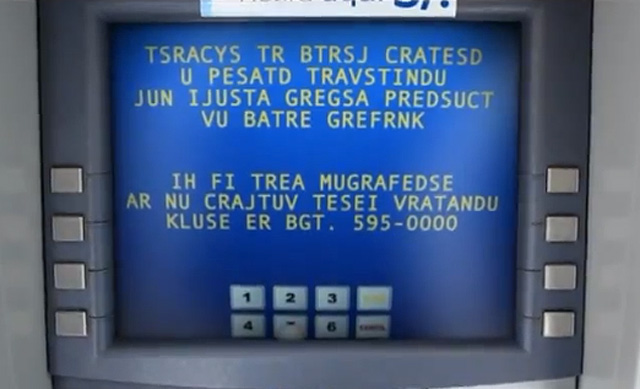 TSRACYS TR BTRSJ CRATESD
U PESATD TRAVSTINDU
JUN IJUSTA GREGSA PREDSUCT
VU BATRE GREFRNK
IH FI TREA MUGRAFEDSE
AR NU CRAJTUV TESEI VRATANDU
KLUSE ER BGT. 595-0000
1 2 3
4 6